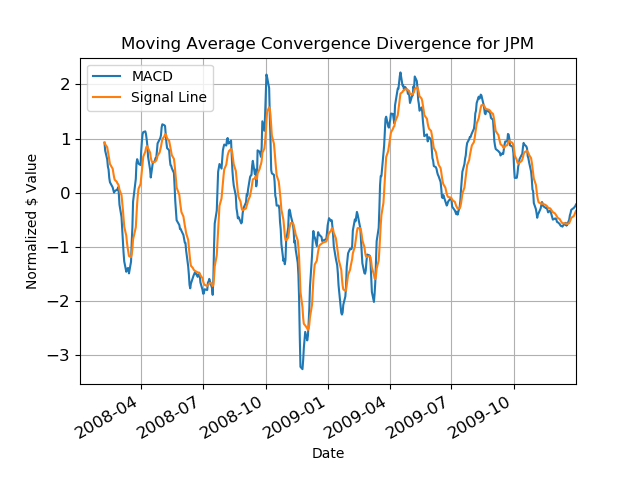 Moving Average Convergence Divergence for JPM
MACD
Signal Line
Normalized $ Value
2
1
0
−1
−2
−3
2008-04
2008-07
2008-10
2009-01
2009-04
2009-07
2009-10
Date